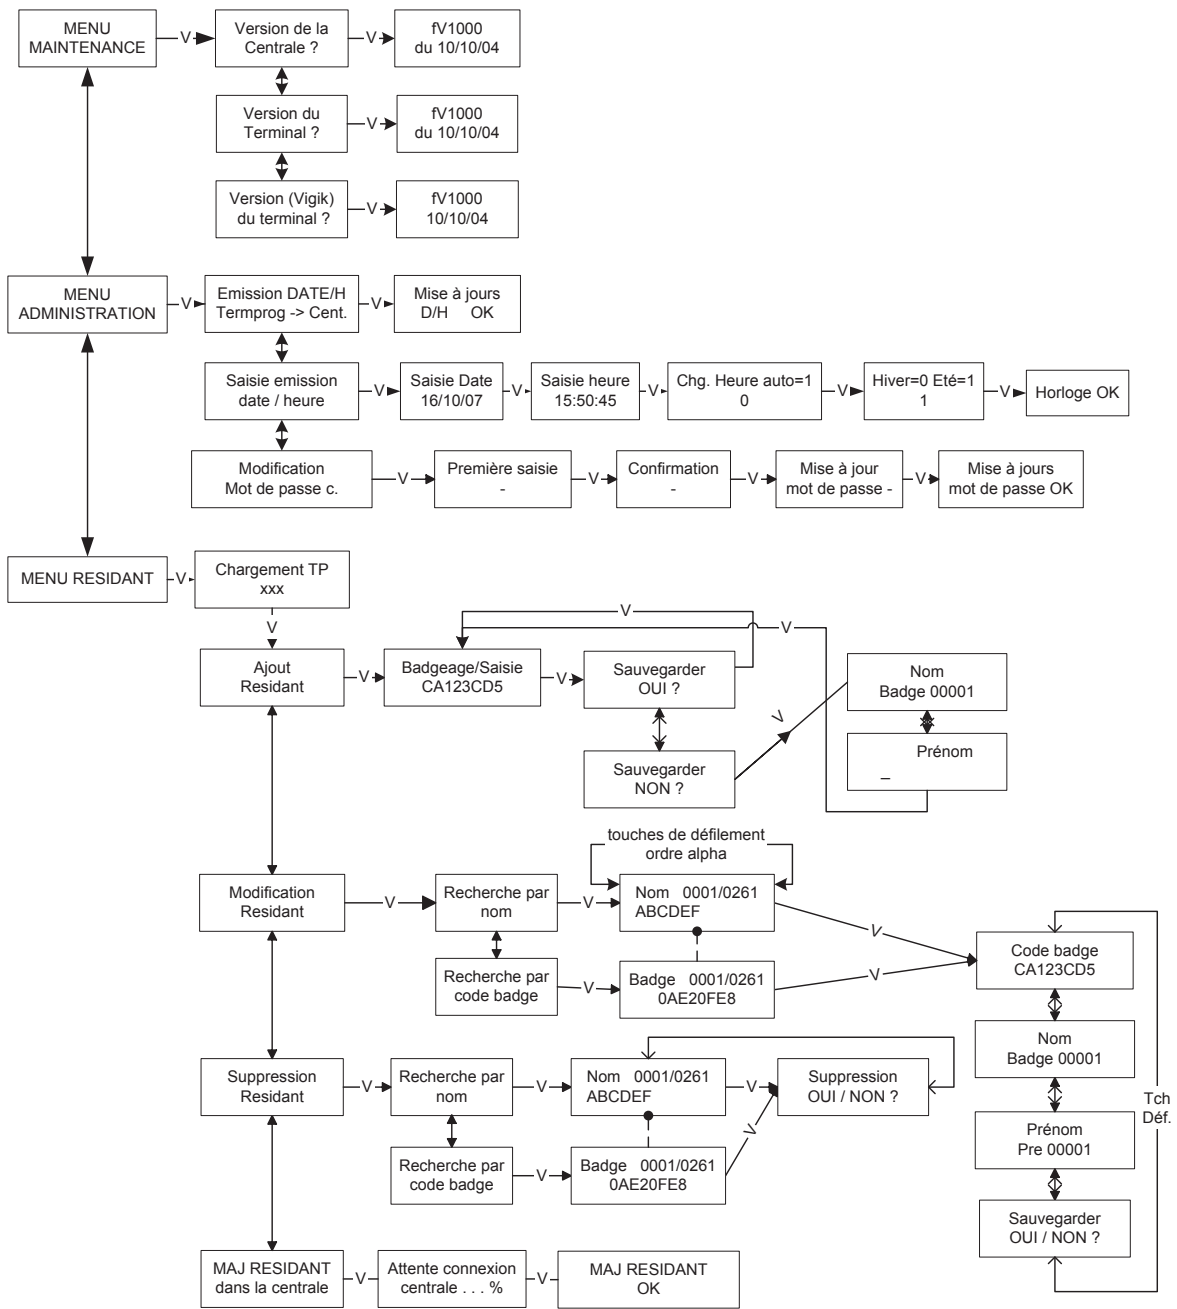 MENU
MAINTENANCE
V
Version de la
Centrale ?
V
fV1000
du 10/10/04
Version du
Terminal ?
V
fV1000
du 10/10/04
Version (Vigik)
du terminal ?
V
fV1000
10/10/04
MENU
ADMINISTRATION
V
Emission DATE/H
Termprog -> Cent.
V
Mise à jours
D/H OK
Saisie emission
date / heure
V
Saisie Date
16/10/07
V
Saisie heure
15:50:45
V
Chg. Heure auto=1
0
V
Hiver=0 Eté=1
1
V
Horloge OK
Modification
Mot de passe c.
V
Première saisie
-
V
Confirmation
-
V
Mise à jour
mot de passe -
V
Mise à jours
mot de passe OK
MENU RESIDANT
V
Chargement TP
xxx
V
Ajout
Residant
V
Badgeage/Saisie
CA123CD5
V
Sauvegarder
OUI ?
V
V
Sauvegarder
NON ?
V
Nom
Badge 00001
Prénom
_
Modification
Residant
V
Recherche par
nom
V
touches de défilement
ordre alpha
Nom 0001/0261
ABCDEF
V
Recherche par
code badge
V
Badge 0001/0261
0AE20FE8
V
Code badge
CA123CD5
Nom
Badge 00001
Prénom
Pre 00001
Sauvegarder
OUI / NON ?
Tch
Déf.
Suppression
Residant
V
Recherche par
nom
V
Nom 0001/0261
ABCDEF
V
Suppression
OUI / NON ?
Recherche par
code badge
V
Badge 0001/0261
0AE20FE8
V
MAJ RESIDANT
dans la centrale
V
Attente connexion
centrale . . . %
V
MAJ RESIDANT
OK